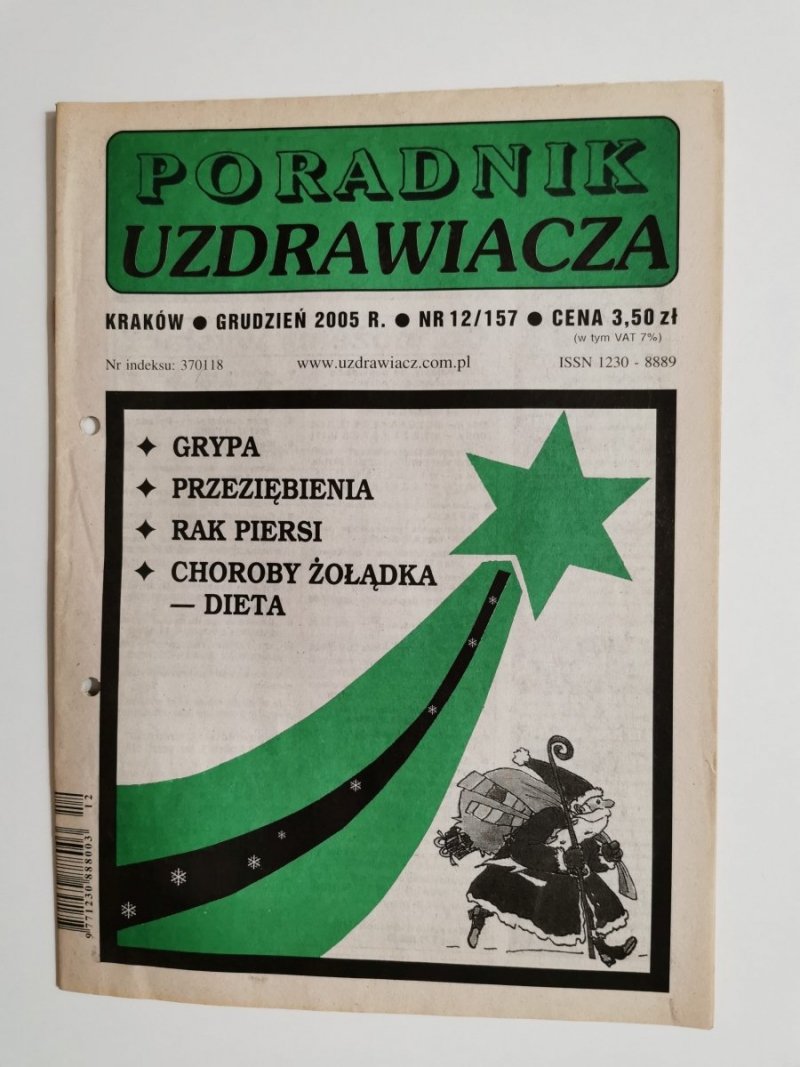 PORADNIK
UZDRAWIACZA
KRAKÓW ● GRUDZIEŃ 2005 R. ● NR 12/157 ● CENA 3,50 zł
(w tym VAT 7%)
Nr indeksu: 370118 www.uzdrawiacz.com.pl ISSN 1230 - 8889
✦ GRYPA
✦ PRZEZIĘBIENIA
✦ RAK PIERSI
✦ CHOROBY ŻOŁĄDKA
— DIETA
12
9 771230 888003